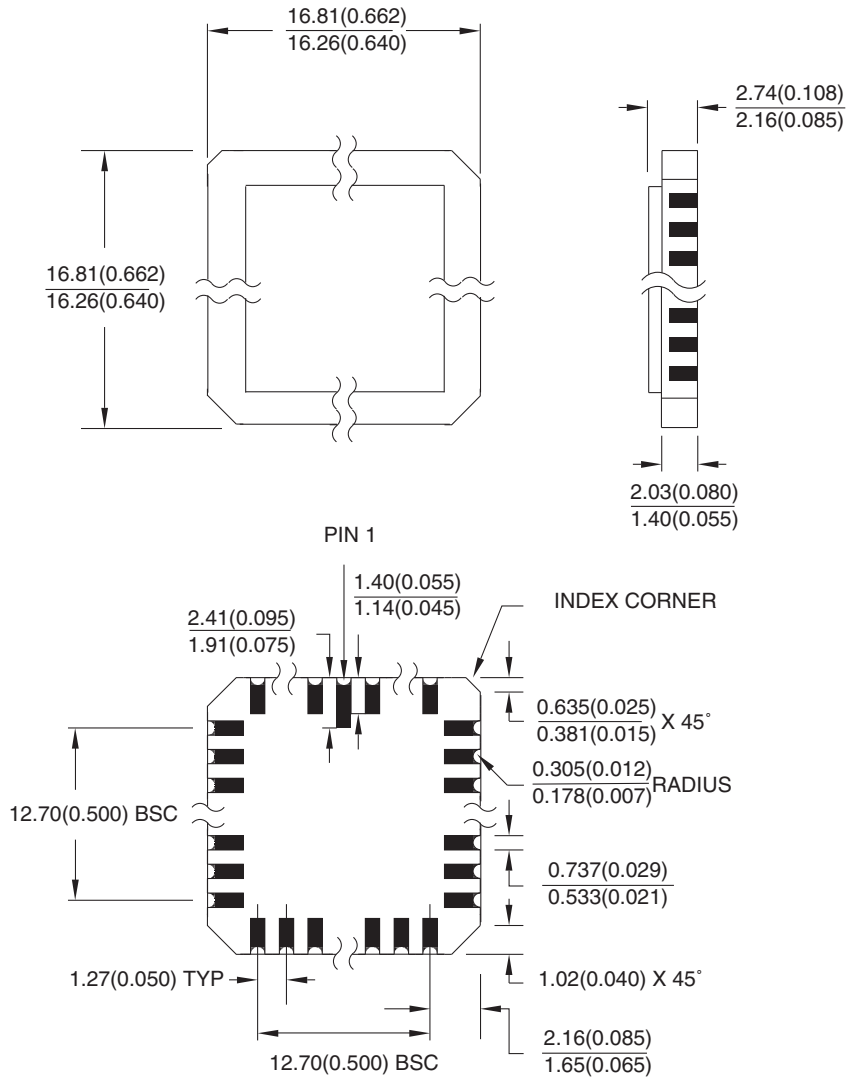 16.81(0.662)
16.26(0.640)
2.74(0.108)
2.16(0.085)
16.81(0.662)
16.26(0.640)
2.03(0.080)
1.40(0.055)
PIN 1
1.40(0.055)
1.14(0.045)
INDEX CORNER
2.41(0.095)
1.91(0.075)
0.635(0.025)
0.381(0.015) X 45°
0.305(0.012)
0.178(0.007) RADIUS
12.70(0.500) BSC
0.737(0.029)
0.533(0.021)
1.27(0.050) TYP
1.02(0.040) X 45°
2.16(0.085)
1.65(0.065)
12.70(0.500) BSC